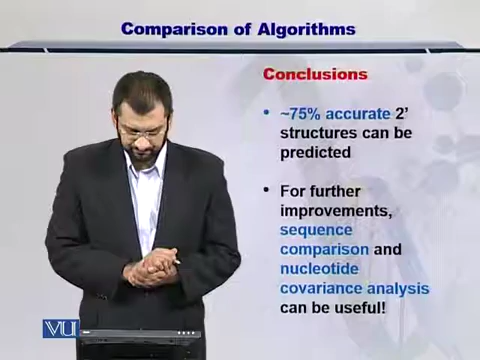 Comparison of Algorithms
Conclusions
• ~75% accurate 2'
structures can be
predicted
• For further
improvements,
sequence
comparison and
nucleotide
covariance analysis
can be useful!
VU